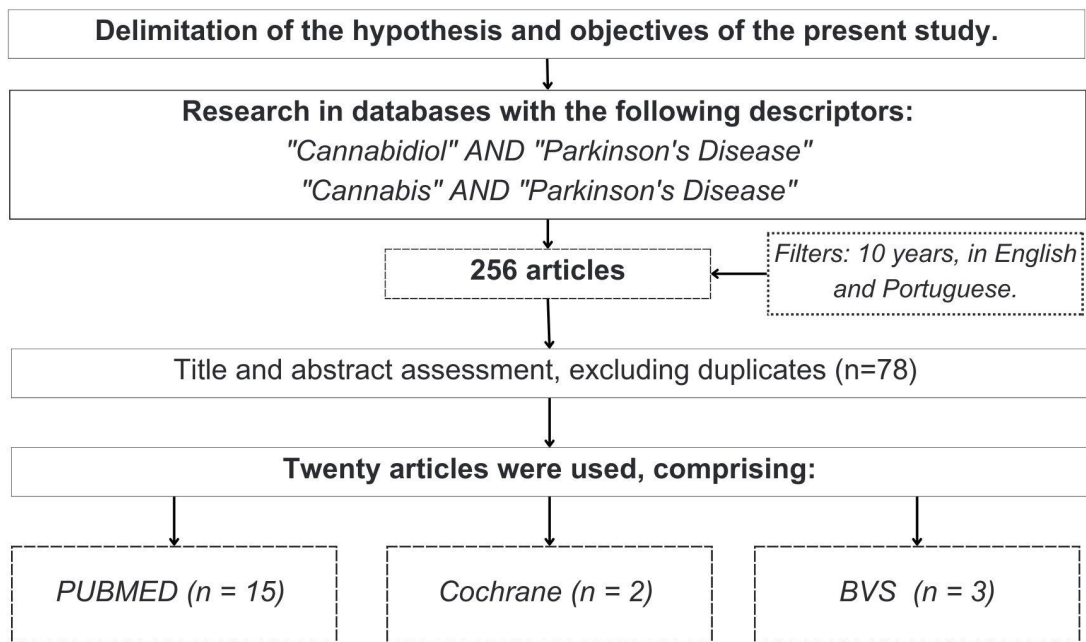 Delimitation of the hypothesis and objectives of the present study.
Research in databases with the following descriptors:
"Cannabidiol" AND "Parkinson's Disease"
"Cannabis" AND "Parkinson's Disease"
256 articles
Filters: 10 years, in English
and Portuguese.
Title and abstract assessment, excluding duplicates (n=78)
Twenty articles were used, comprising:
PUBMED (n = 15)
Cochrane (n = 2)
BVS (n = 3)